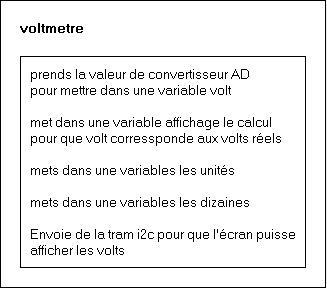 voltmetre
prends la valeur de convertisseur AD
pour mettre dans une variable volt
met dans une variable affichage le calcul
pour que volt corressponde aux volts réels
mets dans une variables les unités
mets dans une variables les dizaines
Envoie de la tram i2c pour que l'écran puisse
afficher les volts